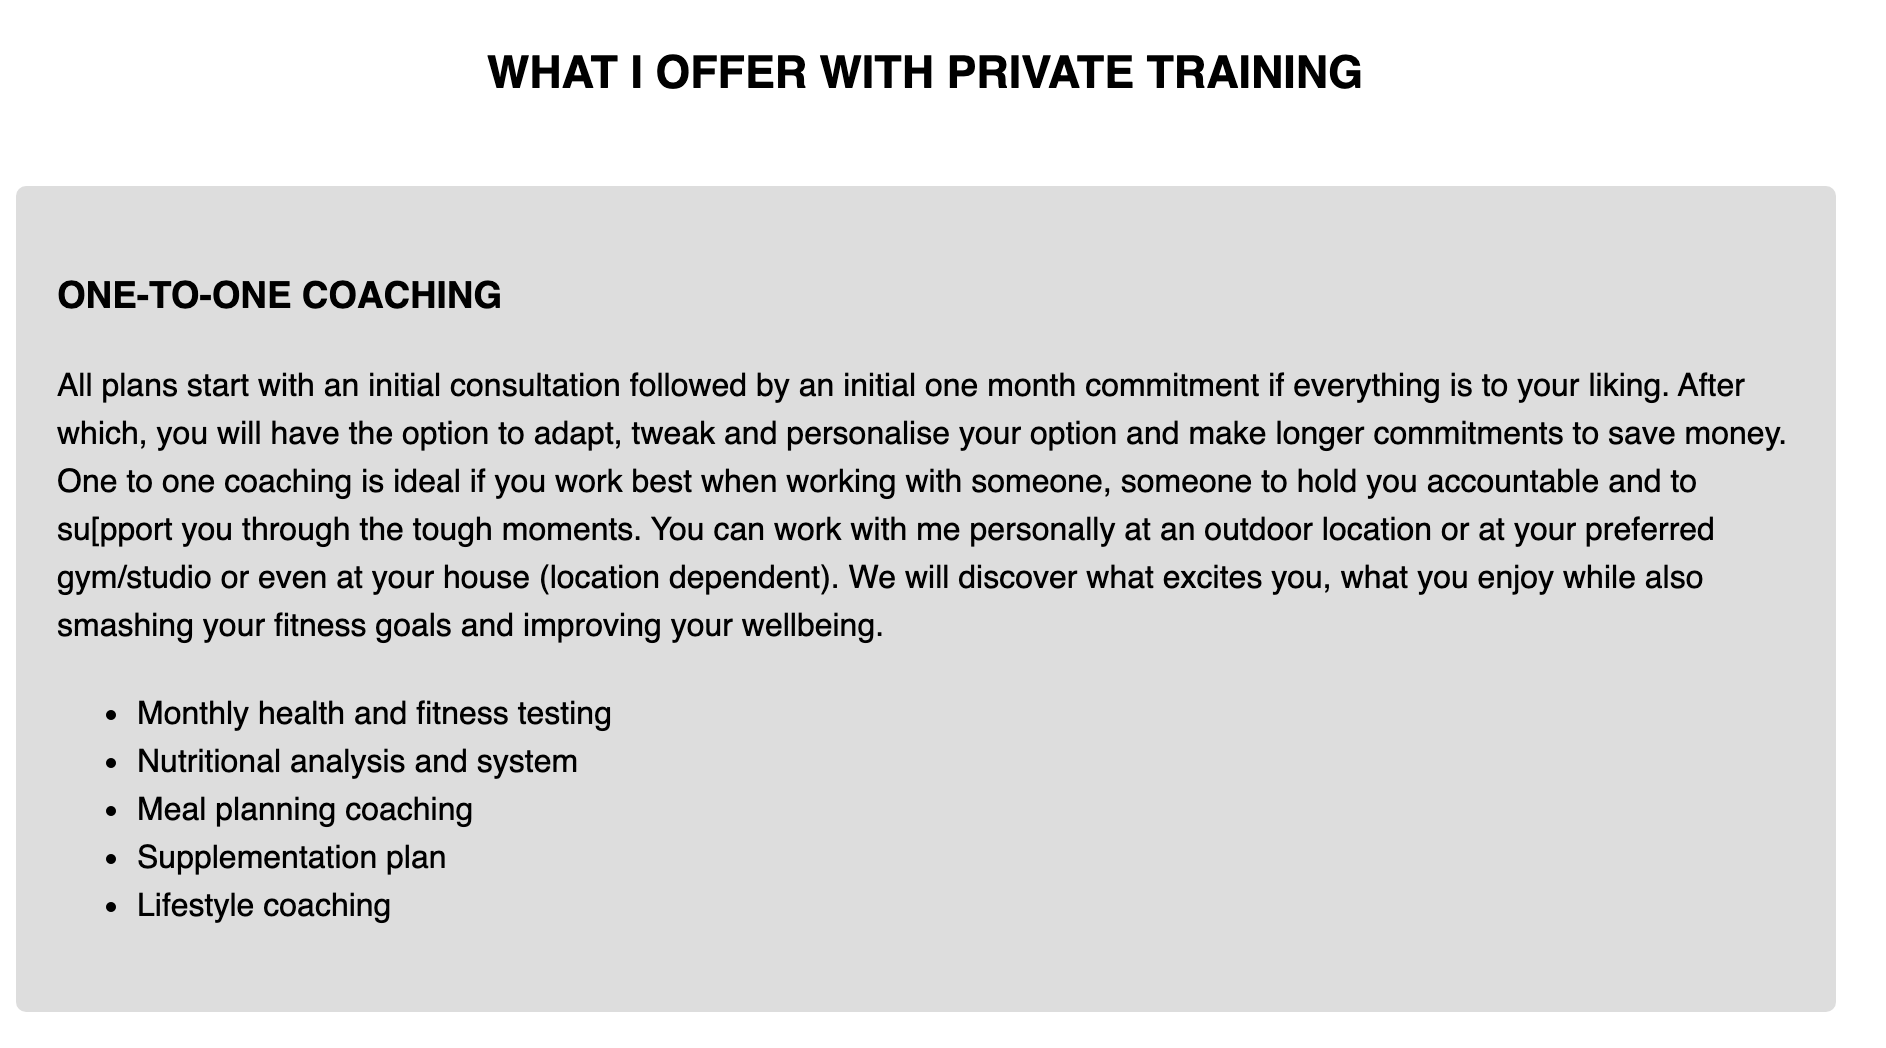 WHAT I OFFER WITH PRIVATE TRAINING
ONE-TO-ONE COACHING
All plans start with an initial consultation followed by an initial one month commitment if everything is to your liking. After
which, you will have the option to adapt, tweak and personalise your option and make longer commitments to save money.
One to one coaching is ideal if you work best when working with someone, someone to hold you accountable and to
su[pport you through the tough moments. You can work with me personally at an outdoor location or at your preferred
gym/studio or even at your house (location dependent). We will discover what excites you, what you enjoy while also
smashing your fitness goals and improving your wellbeing.
• Monthly health and fitness testing
• Nutritional analysis and system
• Meal planning coaching
• Supplementation plan
• Lifestyle coaching